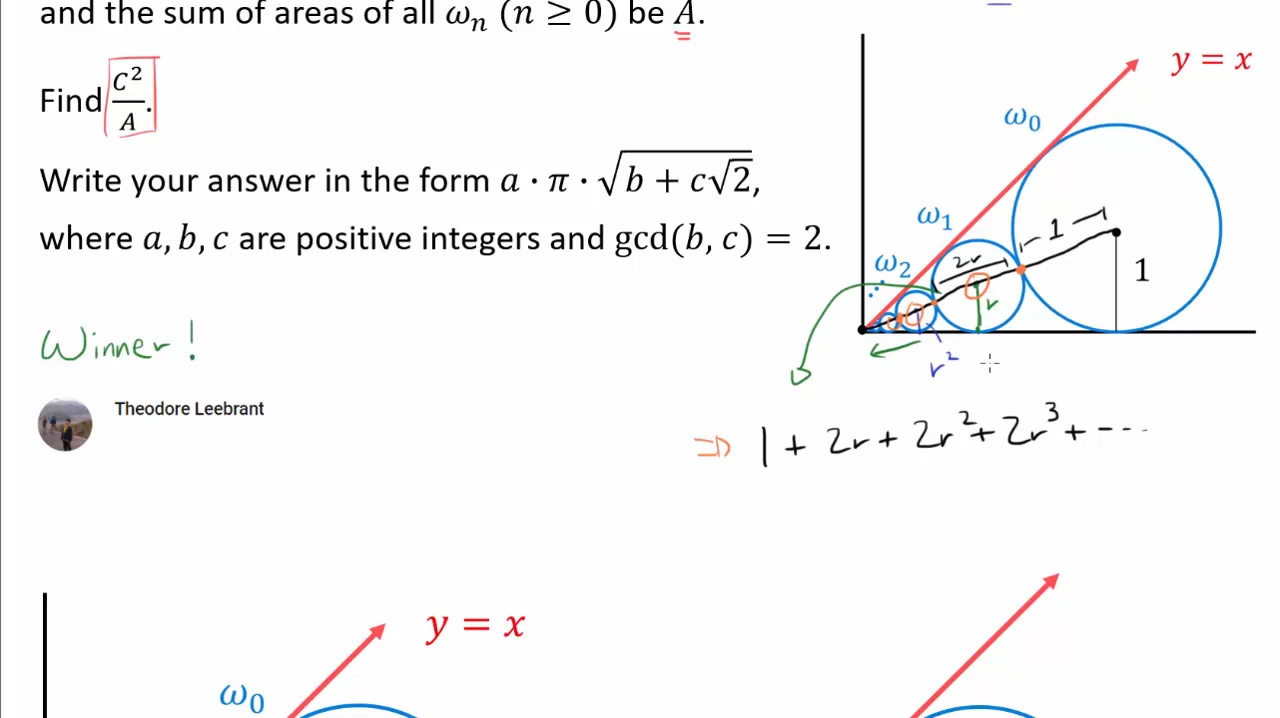 and the sum of areas of all ωₙ (n ≥ 0) be A.
Find C²/A.
Write your answer in the form a · π · √(b + c√2),
where a, b, c are positive integers and gcd(b, c) = 2.
Winner!
Theodore Leebrant
y = x
ω₀
ω₁
ω₂
1
2r
1
r
r²
⇒ 1 + 2r + 2r² + 2r³ + ---
y = x
ω₀